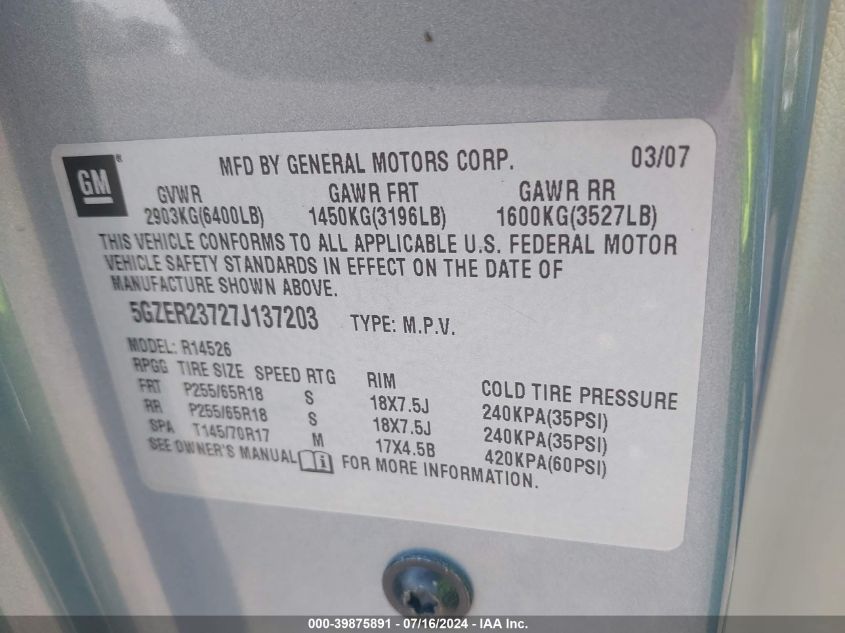 GM®
MFD BY GENERAL MOTORS CORP. 03/07
GVWR GAWR FRT GAWR RR
2903KG(6400LB) 1450KG(3196LB) 1600KG(3527LB)
THIS VEHICLE CONFORMS TO ALL APPLICABLE U.S. FEDERAL MOTOR
VEHICLE SAFETY STANDARDS IN EFFECT ON THE DATE OF
MANUFACTURE SHOWN ABOVE.
5GZER23727J137203 TYPE: M.P.V.
MODEL: R14526
RPGG TIRE SIZE SPEED RTG RIM COLD TIRE PRESSURE
FRT P255/65R18 S 18X7.5J 240KPA(35PSI)
RR P255/65R18 S 18X7.5J 240KPA(35PSI)
SPA T145/70R17 M 17X4.5B 420KPA(60PSI)
SEE OWNER'S MANUAL FOR MORE INFORMATION.
000-39875891 - 07/16/2024 - IAA Inc.